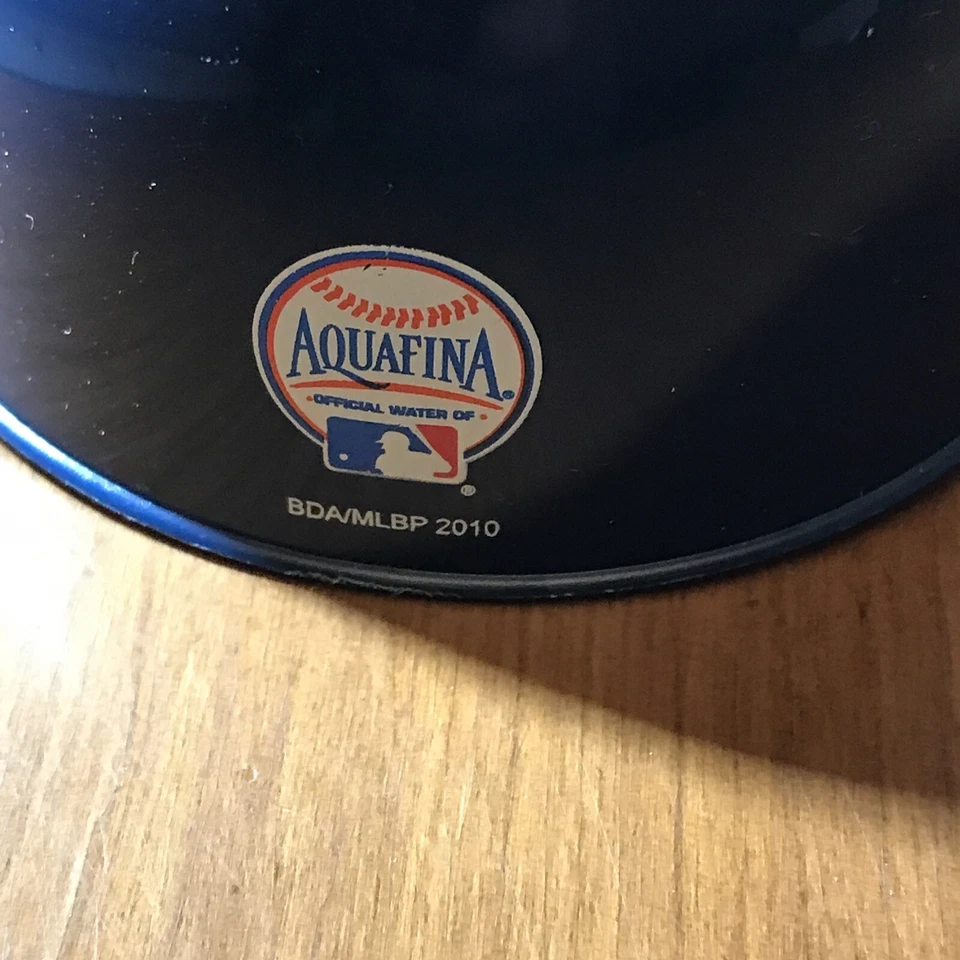 AQUAFINA®
•OFFICIAL WATER OF•
®
BDA/MLBP 2010